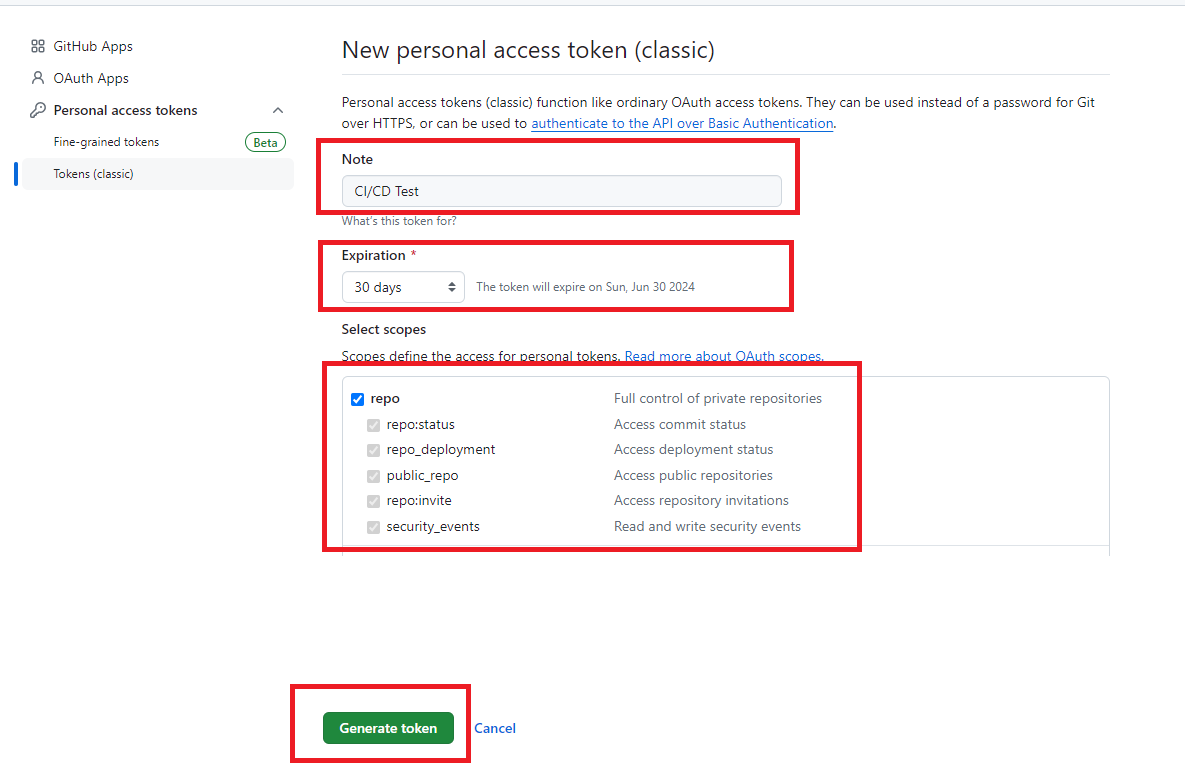 GitHub Apps
OAuth Apps
Personal access tokens
Fine-grained tokens Beta
Tokens (classic)
New personal access token (classic)
Personal access tokens (classic) function like ordinary OAuth access tokens. They can be used instead of a password for Git
over HTTPS, or can be used to authenticate to the API over Basic Authentication.
Note
CI/CD Test
What's this token for?
Expiration *
30 days The token will expire on Sun, Jun 30 2024
Select scopes
Scopes define the access for personal tokens. Read more about OAuth scopes.
repo Full control of private repositories
repo:status Access commit status
repo_deployment Access deployment status
public_repo Access public repositories
repo:invite Access repository invitations
security_events Read and write security events
Generate token Cancel